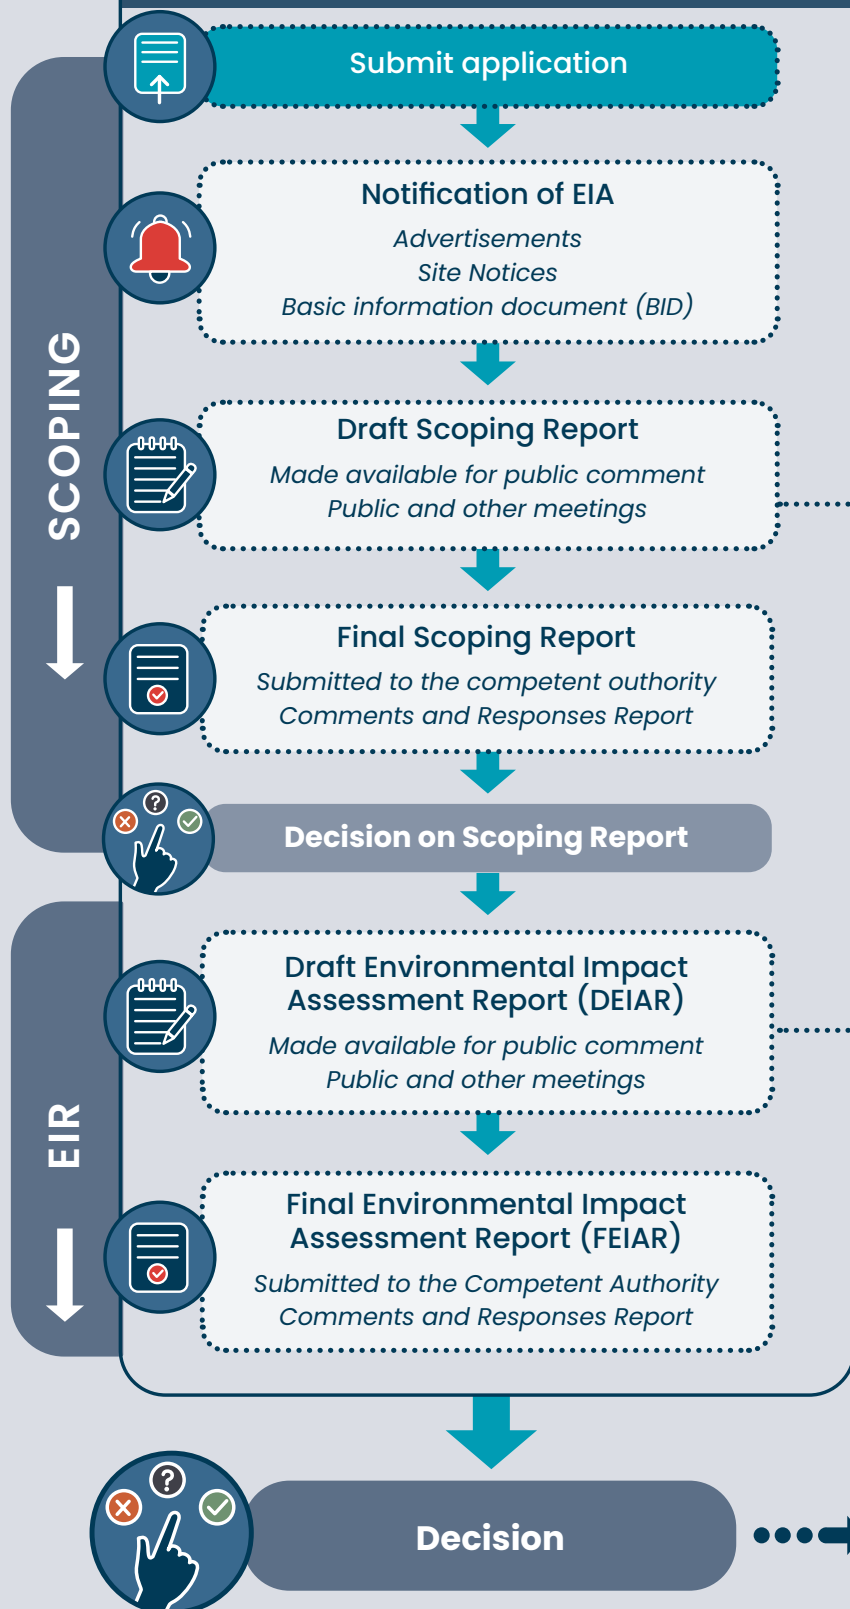 Submit application
Notification of EIA
Advertisements
Site Notices
Basic information document (BID)
SCOPING
Draft Scoping Report
Made available for public comment
Public and other meetings
Final Scoping Report
Submitted to the competent outhority
Comments and Responses Report
Decision on Scoping Report
EIR
Draft Environmental Impact
Assessment Report (DEIAR)
Made available for public comment
Public and other meetings
Final Environmental Impact
Assessment Report (FEIAR)
Submitted to the Competent Authority
Comments and Responses Report
Decision